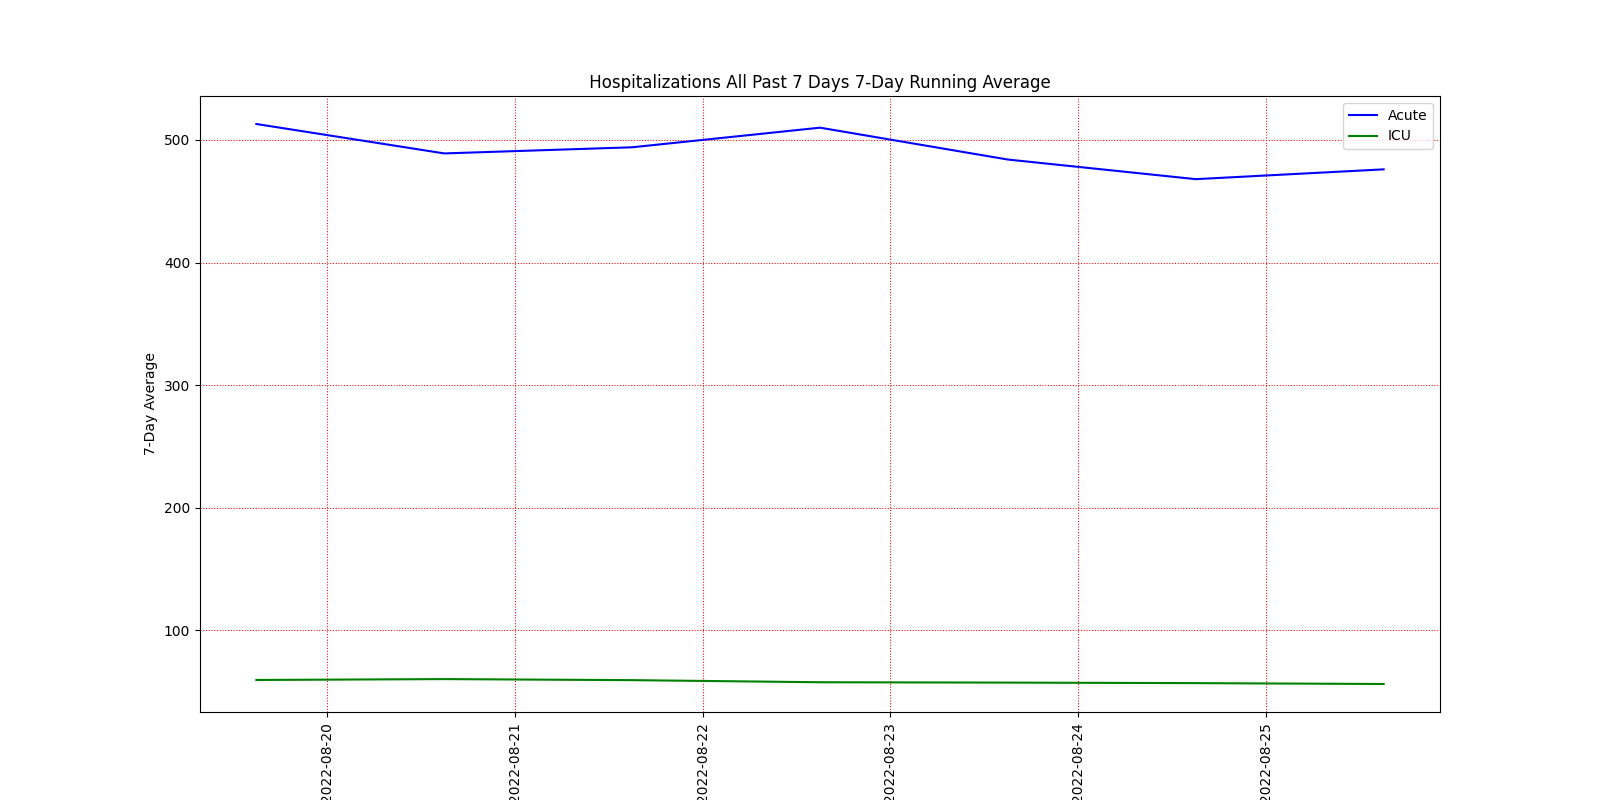 Hospitalizations All Past 7 Days 7-Day Running Average
Acute
ICU
500
400
300
200
100
7-Day Average
2022-08-20
2022-08-21
2022-08-22
2022-08-23
2022-08-24
2022-08-25